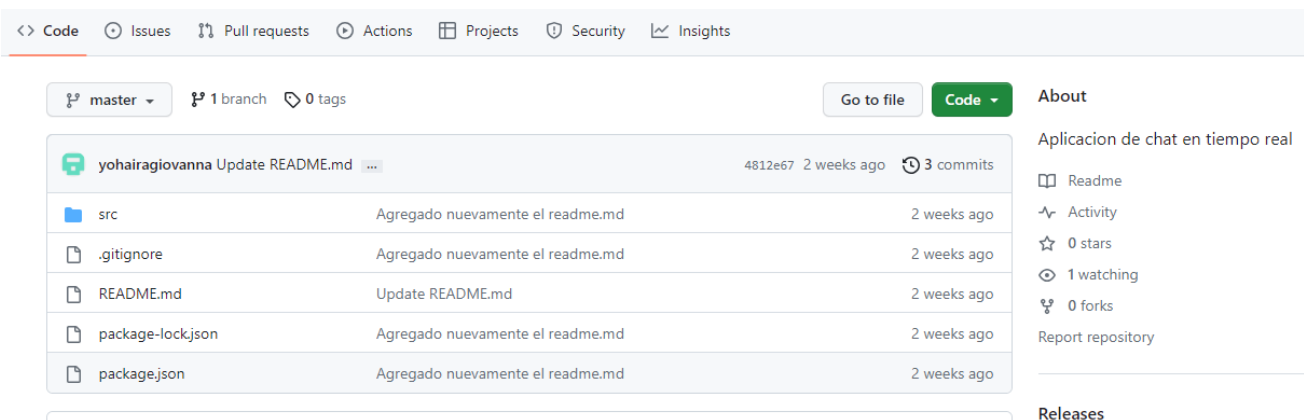 Code Issues Pull requests Actions Projects Security Insights
master 1 branch 0 tags Go to file Code
yohairagiovanna Update README.md ... 4812e67 2 weeks ago 3 commits
src Agregado nuevamente el readme.md 2 weeks ago
.gitignore Agregado nuevamente el readme.md 2 weeks ago
README.md Update README.md 2 weeks ago
package-lock.json Agregado nuevamente el readme.md 2 weeks ago
package.json Agregado nuevamente el readme.md 2 weeks ago
About
Aplicacion de chat en tiempo real
Readme
Activity
0 stars
1 watching
0 forks
Report repository
Releases